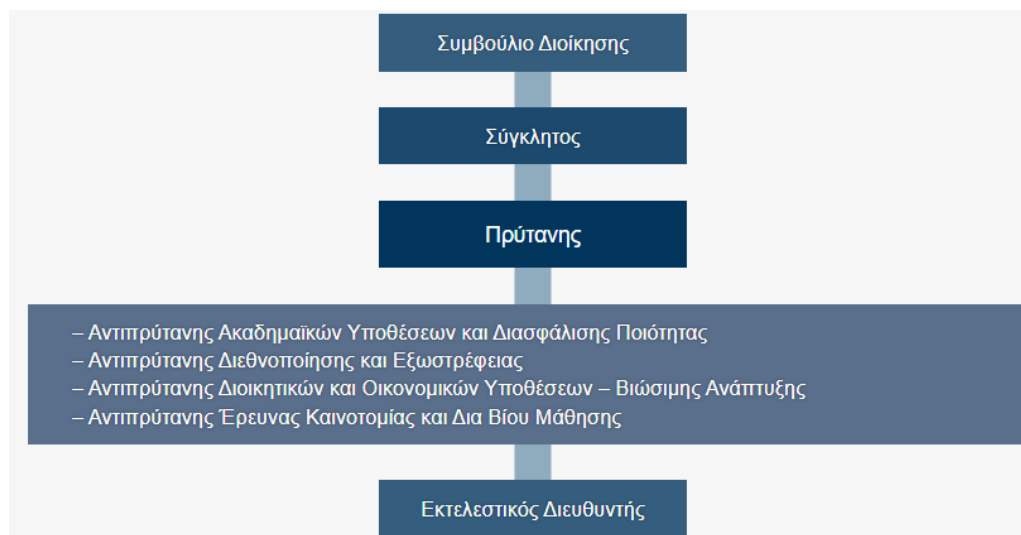 Συμβούλιο Διοίκησης
Σύγκλητος
Πρύτανης
– Αντιπρύτανης Ακαδημαϊκών Υποθέσεων και Διασφάλισης Ποιότητας
– Αντιπρύτανης Διεθνοποίησης και Εξωστρέφειας
– Αντιπρύτανης Διοικητικών και Οικονομικών Υποθέσεων – Βιώσιμης Ανάπτυξης
– Αντιπρύτανης Έρευνας Καινοτομίας και Δια Βίου Μάθησης
Εκτελεστικός Διευθυντής